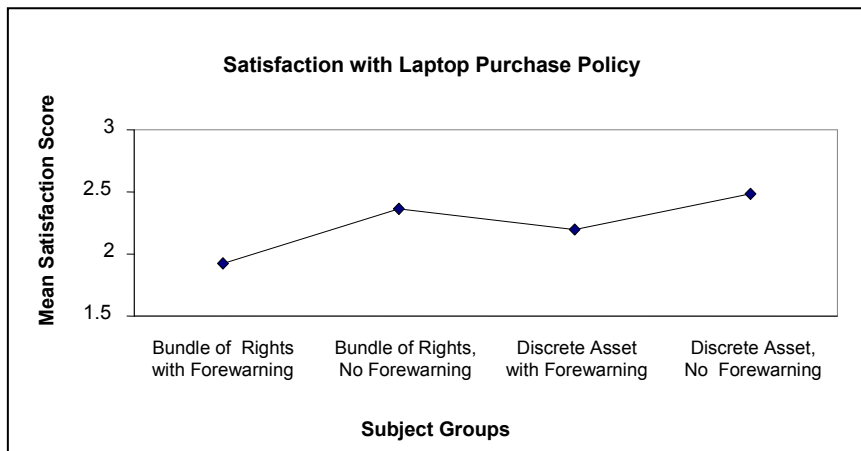 Satisfaction with Laptop Purchase Policy
Mean Satisfaction Score
3
2.5
2
1.5
Bundle of Rights with Forewarning
Bundle of Rights, No Forewarning
Discrete Asset with Forewarning
Discrete Asset, No Forewarning
Subject Groups